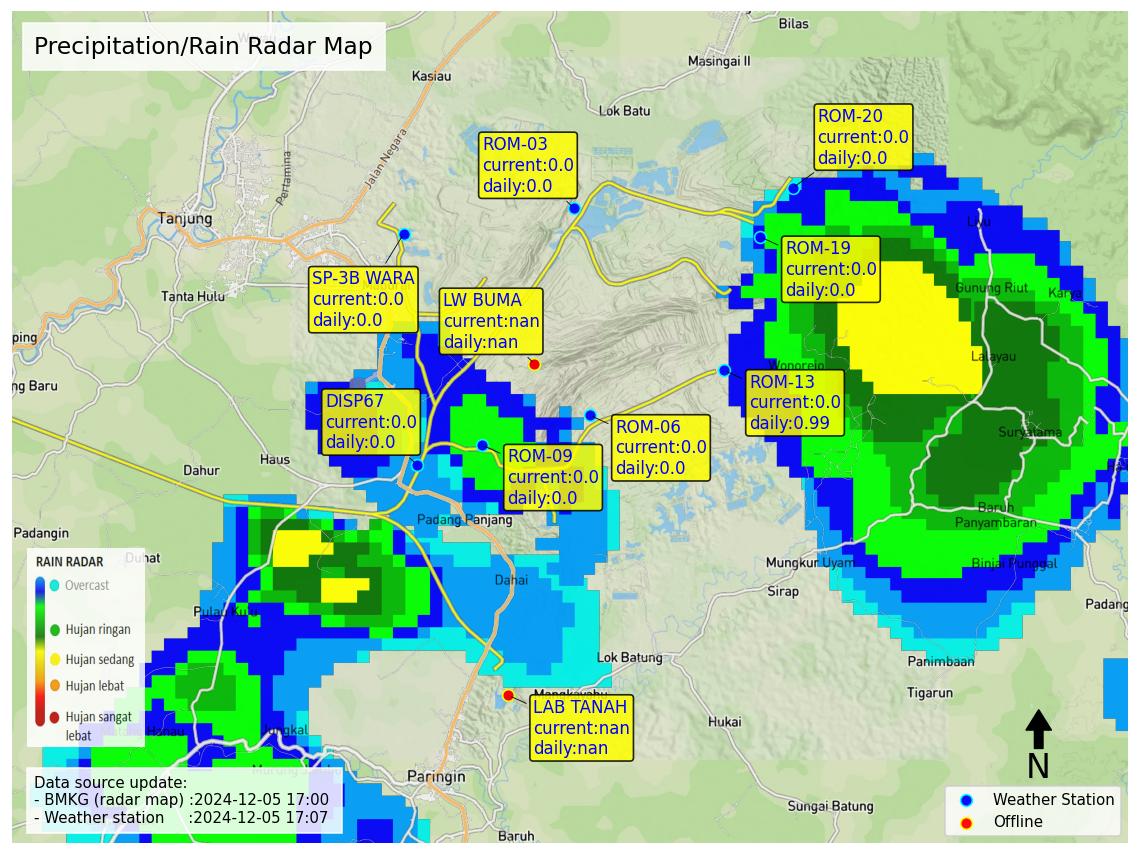 Precipitation/Rain Radar Map
Bilas
Masingai II
Kasiau
Lok Batu
Jalan Negara
Pertamina
Tanjung
Tanta Hulu
ROM-03
current:0.0
daily:0.0
ROM-20
current:0.0
daily:0.0
ROM-19
current:0.0
daily:0.0
SP-3B WARA
current:0.0
daily:0.0
LW BUMA
current:nan
daily:nan
Gunung Riut
Lalayau
ping
ng Baru
DISP67
current:0.0
daily:0.0
ROM-13
current:0.0
daily:0.99
ROM-06
current:0.0
daily:0.0
ROM-09
current:0.0
daily:0.0
Suryatama
Haus
Dahur
Padang Panjang
Baruh
Panyambaran
Padangin
Mungkur Uyam
Binjai Punggal
Dahai
Sirap
Padang
RAIN RADAR
Overcast
Hujan ringan
Hujan sedang
Hujan lebat
Hujan sangat
lebat
Lok Batung
Panimbaan
Tigarun
Mangkayahu
LAB TANAH
current:nan
daily:nan
Hukai
N
Paringin
Sungai Batung
Baruh
Data source update:
- BMKG (radar map) :2024-12-05 17:00
- Weather station :2024-12-05 17:07
Weather Station
Offline